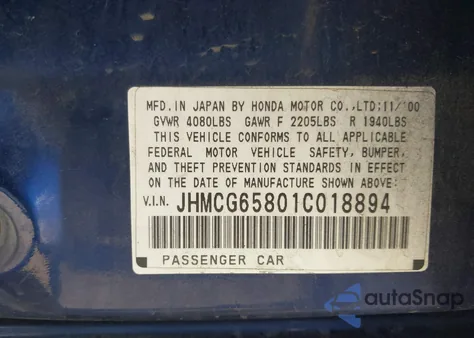 MFD.IN JAPAN BY HONDA MOTOR CO.,LTD:11/'00
GVWR 4080LBS GAWR F 2205LBS R 1940LBS
THIS VEHICLE CONFORMS TO ALL APPLICABLE
FEDERAL MOTOR VEHICLE SAFETY, BUMPER,
AND THEFT PREVENTION STANDARDS IN EFFECT
ON THE DATE OF MANUFACTURE SHOWN ABOVE:
V.I.N. JHMCG65801C018894
PASSENGER CAR
autoSnap